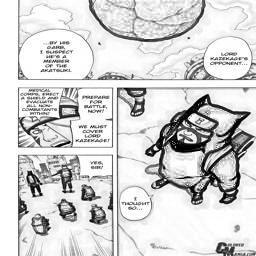 ...BY HIS
GARB,
I SUSPECT
HE'S A
MEMBER
OF THE
AKATSUKI.
LORD
KAZEKAGE'S
OPPONENT...
MEDICAL
CORPS, ERECT
A SHIELD AND
EVACUATE
ALL NON-
COMBATANTS
WITHIN!
PREPARE
FOR
BATTLE,
NOW!
WE MUST
COVER
LORD
KAZEKAGE!
YES,
SIR!
I
THOUGHT
SO...